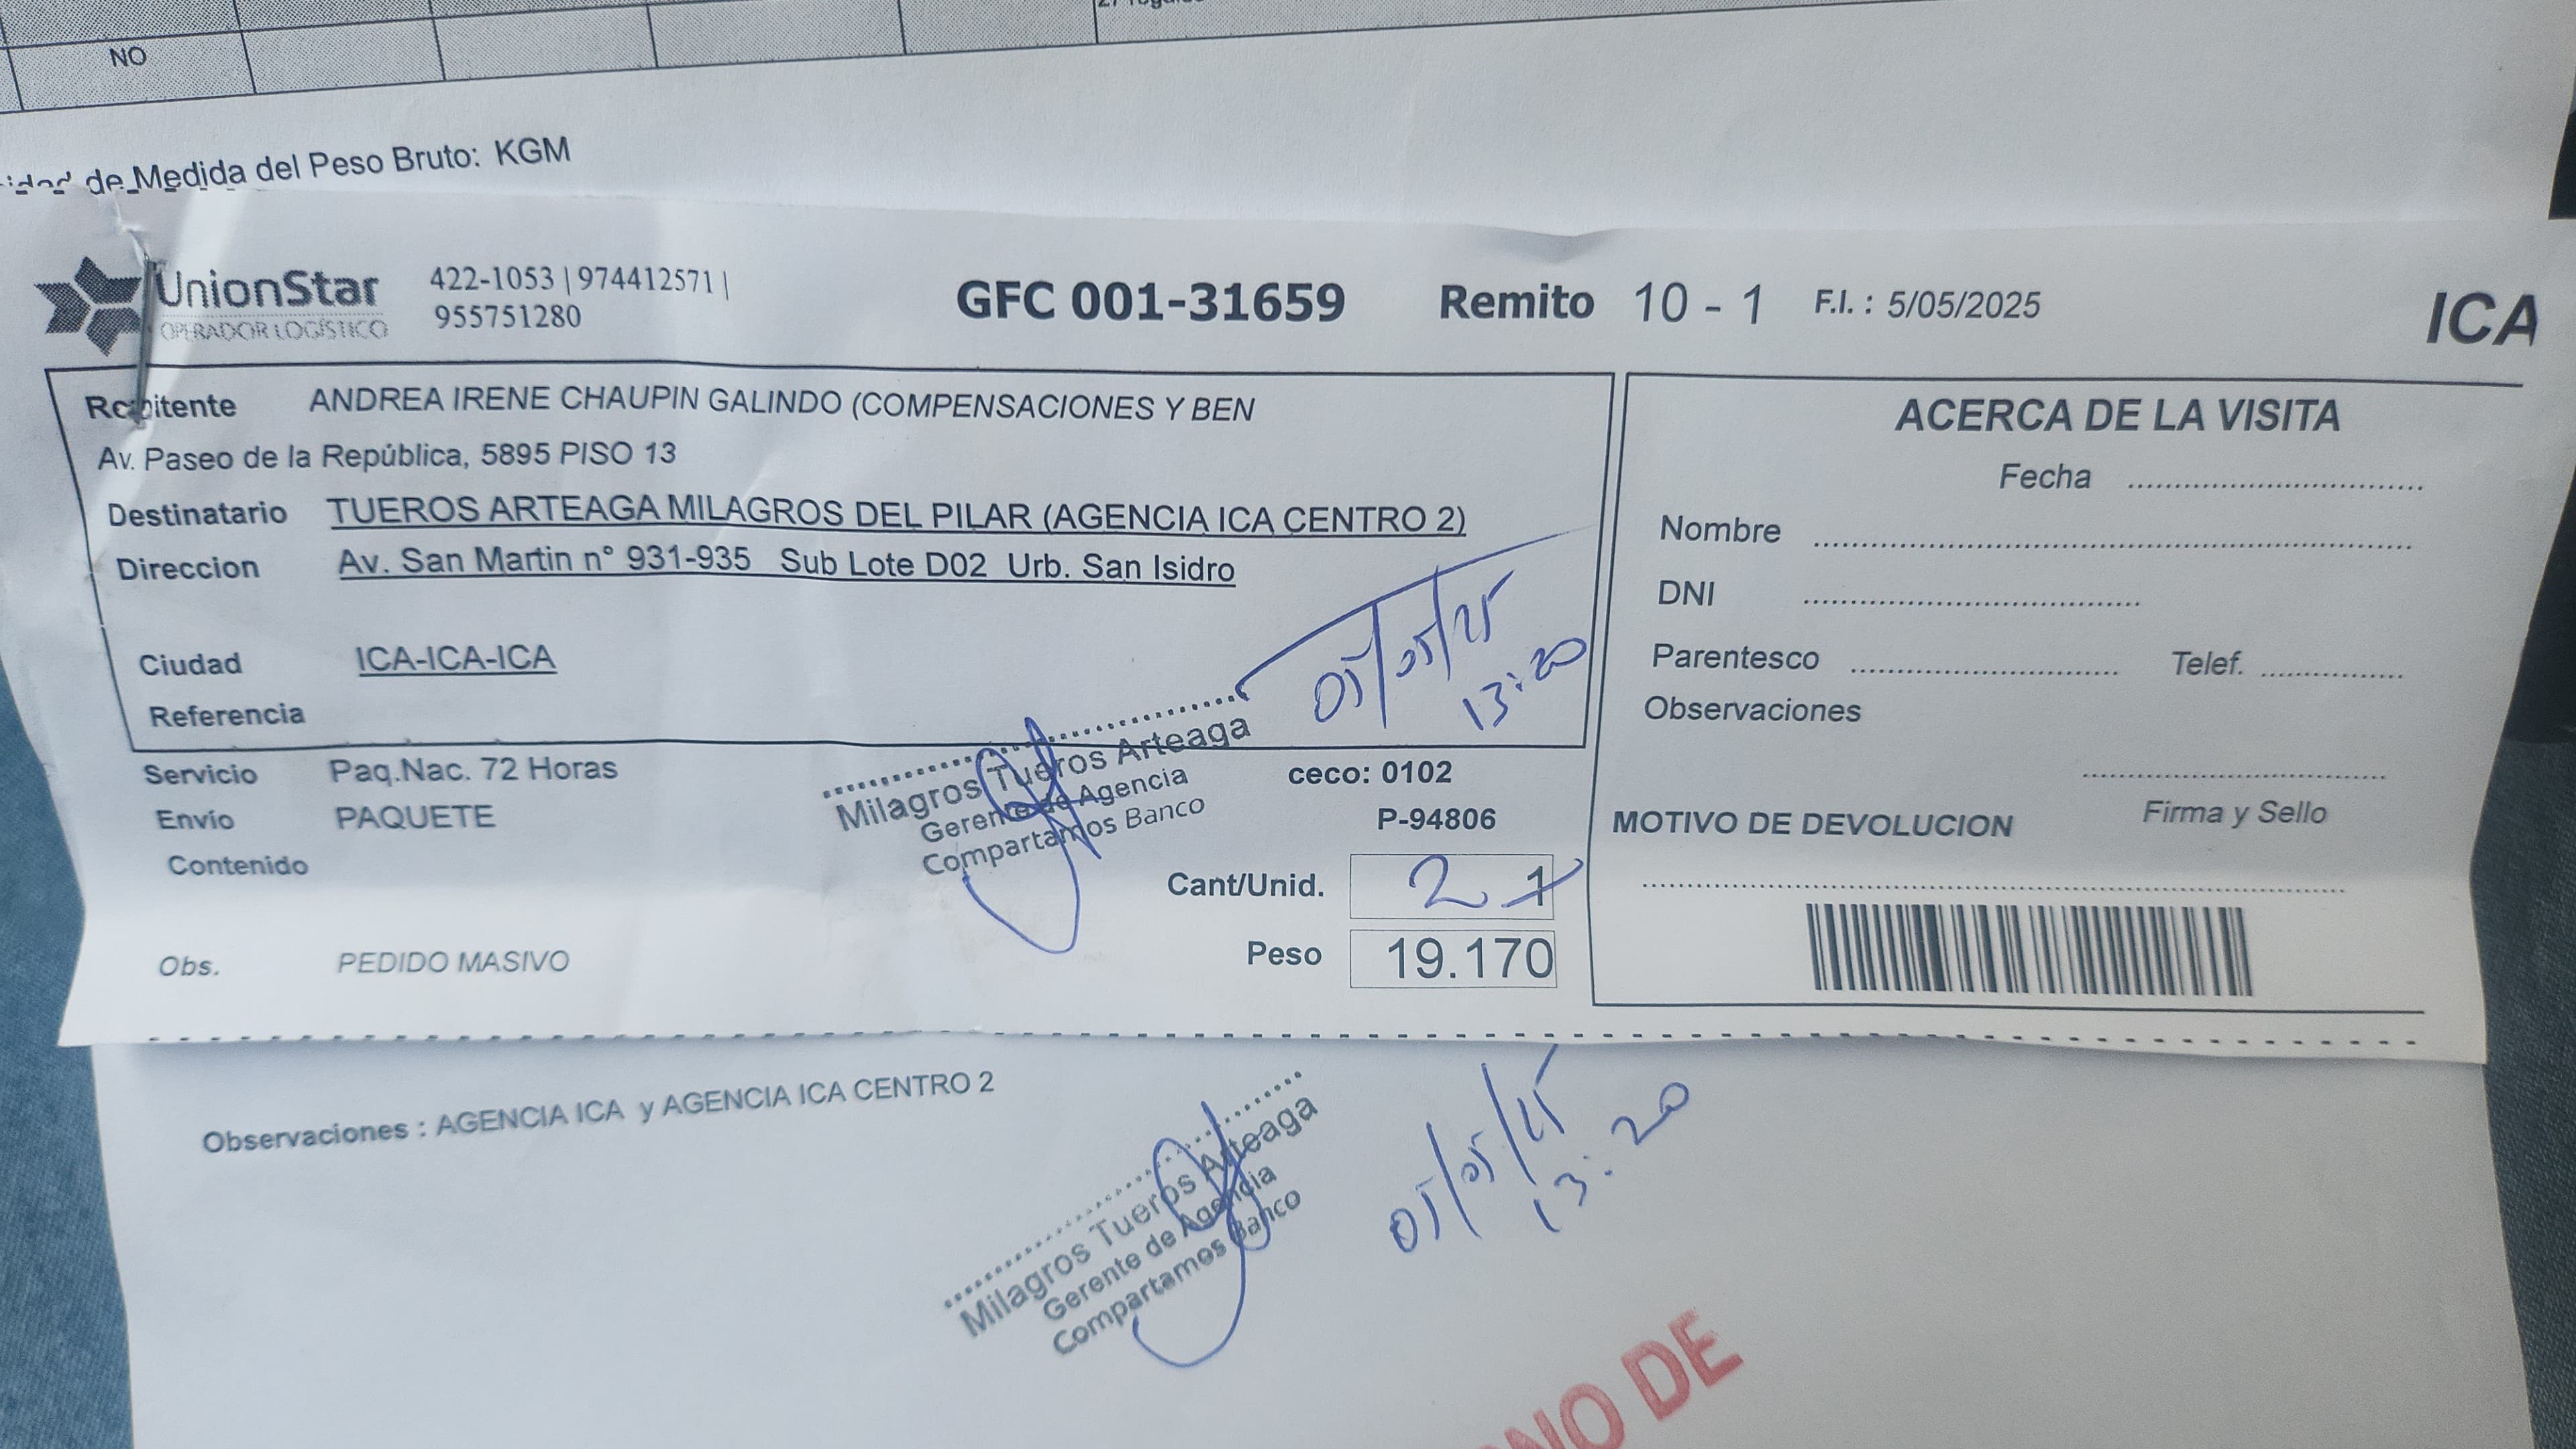 NO
de Medida del Peso Bruto: KGM
UnionStar
OPERADOR LOGÍSTICO
422-1053 | 974412571 |
955751280
GFC 001-31659
Remito 10 - 1
F.I. : 5/05/2025
ICA
ANDREA IRENE CHAUPIN GALINDO (COMPENSACIONES Y BEN
Av. Paseo de la República, 5895 PISO 13
Destinatario TUEROS ARTEAGA MILAGROS DEL PILAR (AGENCIA ICA CENTRO 2)
Direccion Av. San Martin n° 931-935 Sub Lote D02 Urb. San Isidro
05/05/25
13:20
Ciudad ICA-ICA-ICA
Referencia
Servicio Paq.Nac. 72 Horas
Envío PAQUETE
Contenido
Obs. PEDIDO MASIVO
Milagros Tueros Arteaga
Gerente de Agencia
Compartamos Banco
ceco: 0102
P-94806
Cant/Unid. 2 1
Peso 19.170
ACERCA DE LA VISITA
Fecha
Nombre
DNI
Parentesco Telef.
Observaciones
Firma y Sello
MOTIVO DE DEVOLUCION
Observaciones : AGENCIA ICA y AGENCIA ICA CENTRO 2
Milagros Tueros Arteaga
Gerente de Agencia
Compartamos Banco
05/05/25
13:20
DE